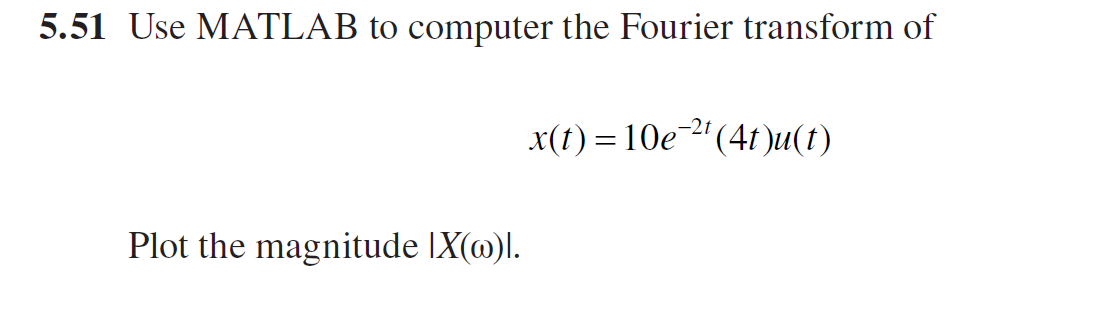 5.51 Use MATLAB to computer the Fourier transform of
x(t) = 10e⁻²ᵗ(4t)u(t)
Plot the magnitude |X(ω)|.